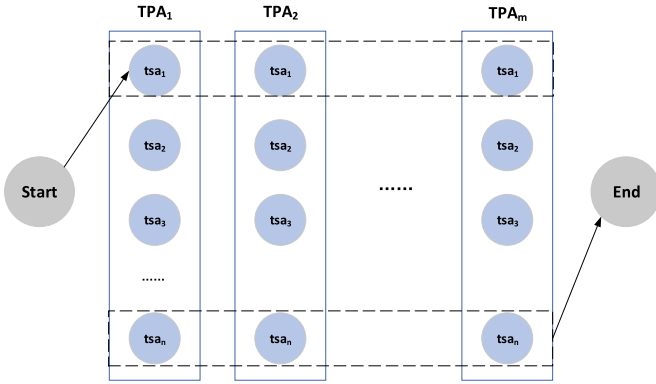 TPA₁ TPA₂ TPAₘ
tsa₁ tsa₁ tsa₁
tsa₂ tsa₂ tsa₂
Start ...... End
tsa₃ tsa₃ tsa₃
......
tsaₙ tsaₙ tsaₙ